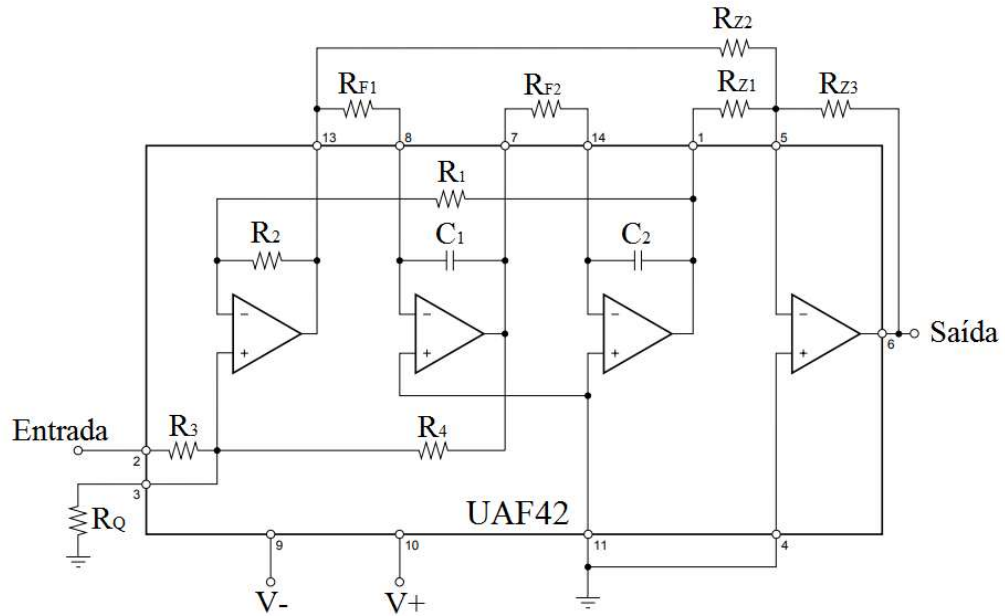 RZ2
RF1
RF2
RZ1
RZ3
13
8
7
14
1
5
R1
R2
C1
C2
−
+
−
+
−
+
−
+
6
Saída
Entrada
R3
R4
2
3
RQ
UAF42
9
10
11
4
V-
V+